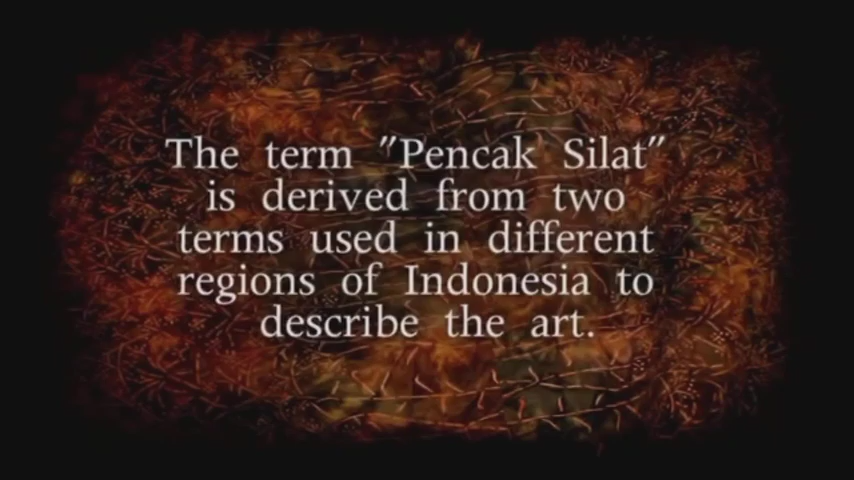 The term "Pencak Silat"
is derived from two
terms used in different
regions of Indonesia to
describe the art.